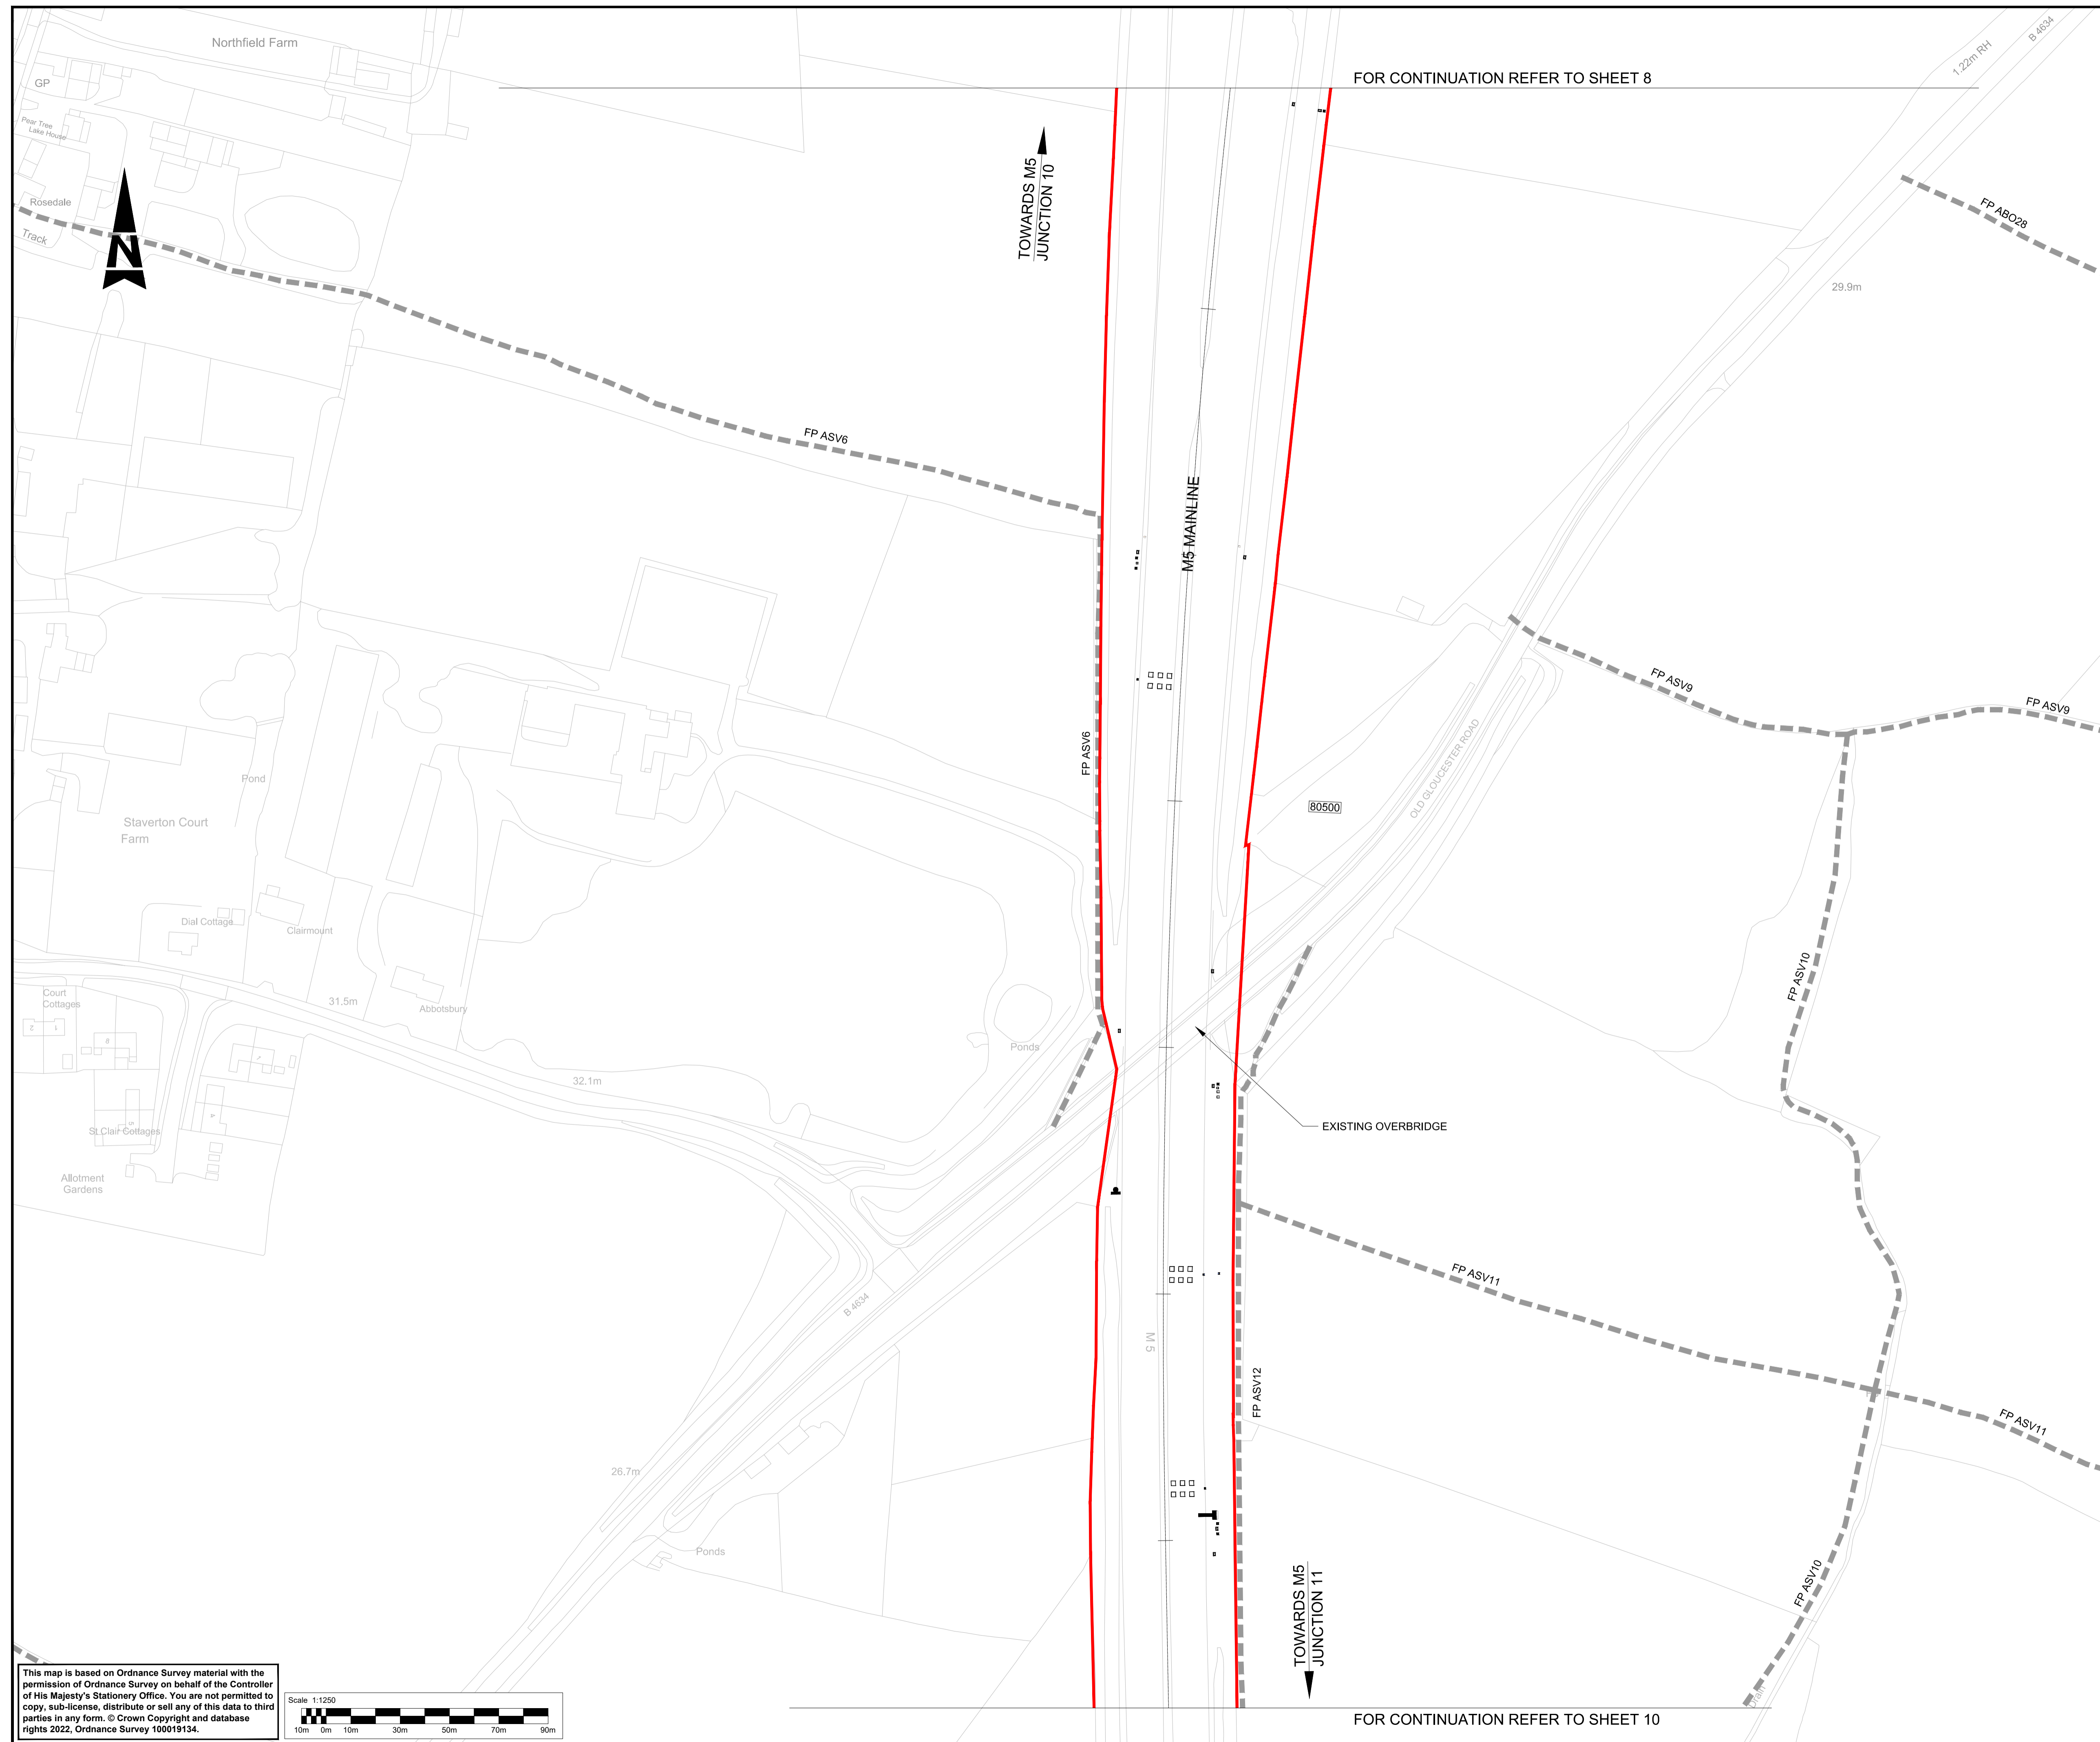 Northfield Farm
GP
Pear Tree
Lake House
Rosedale
Track
N
FOR CONTINUATION REFER TO SHEET 8
1.22m RH
B 4634
TOWARDS M5
JUNCTION 10
FP ABO28
29.9m
FP ASV6
M5 MAINLINE
FP ASV6
FP ASV9
FP ASV9
OLD GLOUCESTER ROAD
80500
Pond
Staverton Court
Farm
Dial Cottage
Clairmount
31.5m
Abbotsbury
Court
Cottages
2
1
8
7
4
5
St Clair Cottages
Allotment
Gardens
32.1m
Ponds
FP ASV10
EXISTING OVERBRIDGE
B 4634
M 5
FP ASV11
FP ASV12
FP ASV11
26.7m
Ponds
FP ASV10
Drain
TOWARDS M5
JUNCTION 11
This map is based on Ordnance Survey material with the
permission of Ordnance Survey on behalf of the Controller
of His Majesty's Stationery Office. You are not permitted to
copy, sub-license, distribute or sell any of this data to third
parties in any form. © Crown Copyright and database
rights 2022, Ordnance Survey 100019134.
Scale 1:1250
10m 0m 10m 30m 50m 70m 90m
FOR CONTINUATION REFER TO SHEET 10